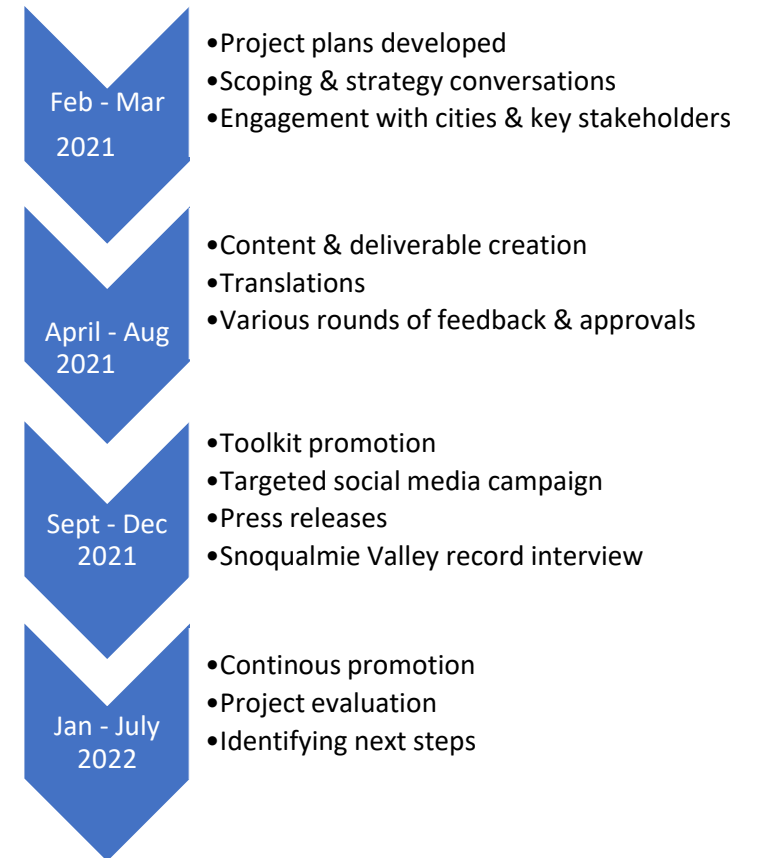 Feb - Mar
2021
•Project plans developed
•Scoping & strategy conversations
•Engagement with cities & key stakeholders
April - Aug
2021
•Content & deliverable creation
•Translations
•Various rounds of feedback & approvals
Sept - Dec
2021
•Toolkit promotion
•Targeted social media campaign
•Press releases
•Snoqualmie Valley record interview
Jan - July
2022
•Continous promotion
•Project evaluation
•Identifying next steps